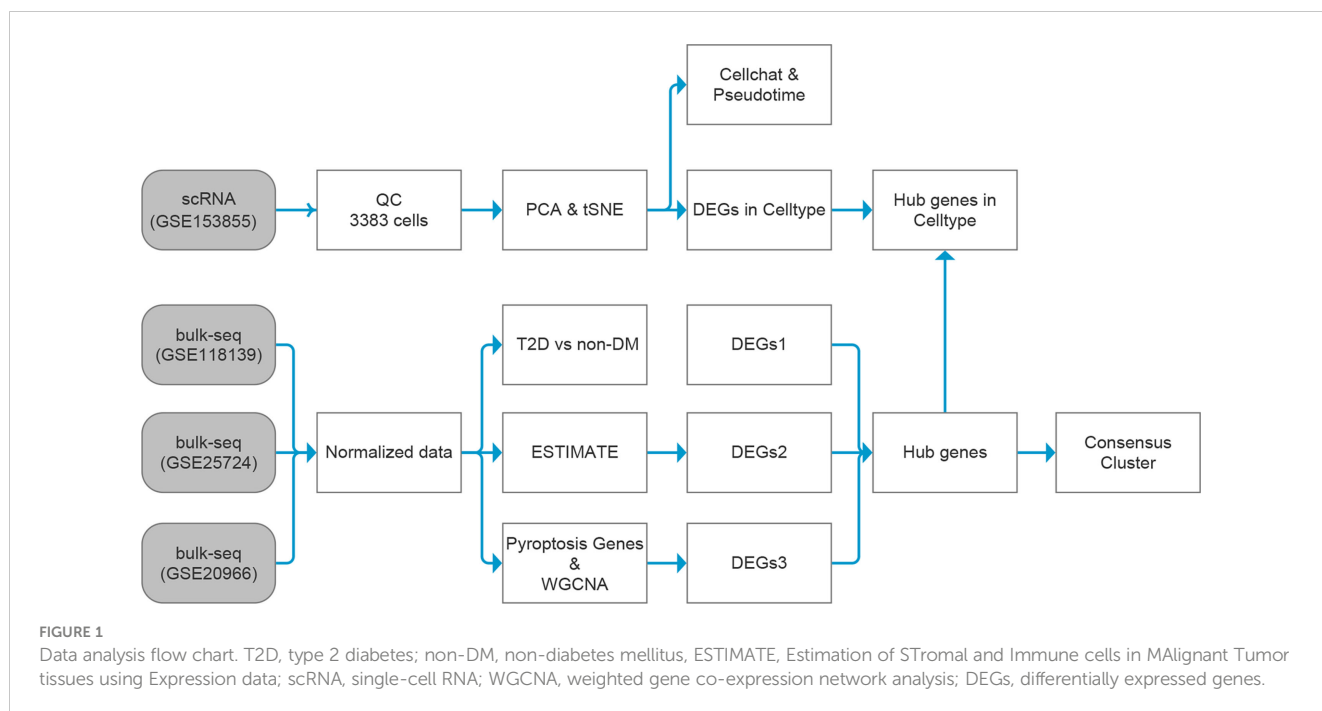 Cellchat &
Pseudotime
scRNA
(GSE153855)
QC
3383 cells
PCA & tSNE
DEGs in Celltype
Hub genes in
Celltype
bulk-seq
(GSE118139)
T2D vs non-DM
DEGs1
bulk-seq
(GSE25724)
Normalized data
ESTIMATE
DEGs2
Hub genes
Consensus
Cluster
bulk-seq
(GSE20966)
Pyroptosis Genes
&
WGCNA
DEGs3
FIGURE 1
Data analysis flow chart. T2D, type 2 diabetes; non-DM, non-diabetes mellitus, ESTIMATE, Estimation of STromal and Immune cells in MAlignant Tumor
tissues using Expression data; scRNA, single-cell RNA; WGCNA, weighted gene co-expression network analysis; DEGs, differentially expressed genes.